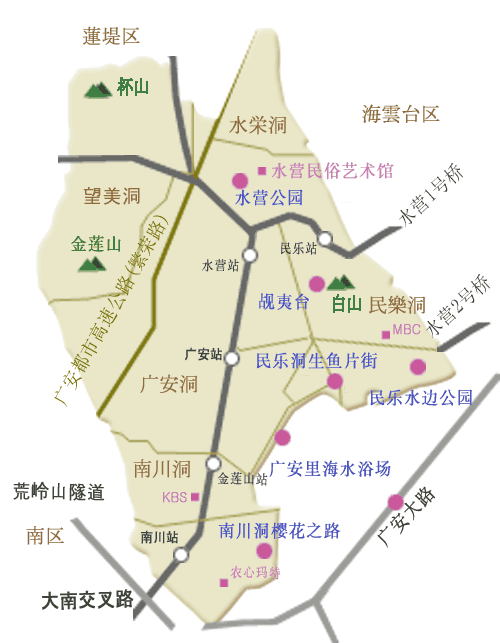 蓮堤区
杯山
水栄洞
海雲台区
水营民俗艺术馆
望美洞
水营公园
水营1号桥
金莲山
民乐站
水营站
觇夷台
白山
民樂洞
广安都市高速公路(繁荣路)
水营2号桥
MBC
广安站
民乐洞生鱼片街
广安洞
民乐水边公园
南川洞
金莲山站
广安里海水浴场
荒岭山隧道
KBS
广安大路
南区
南川站
南川洞樱花之路
农心玛特
大南交叉路